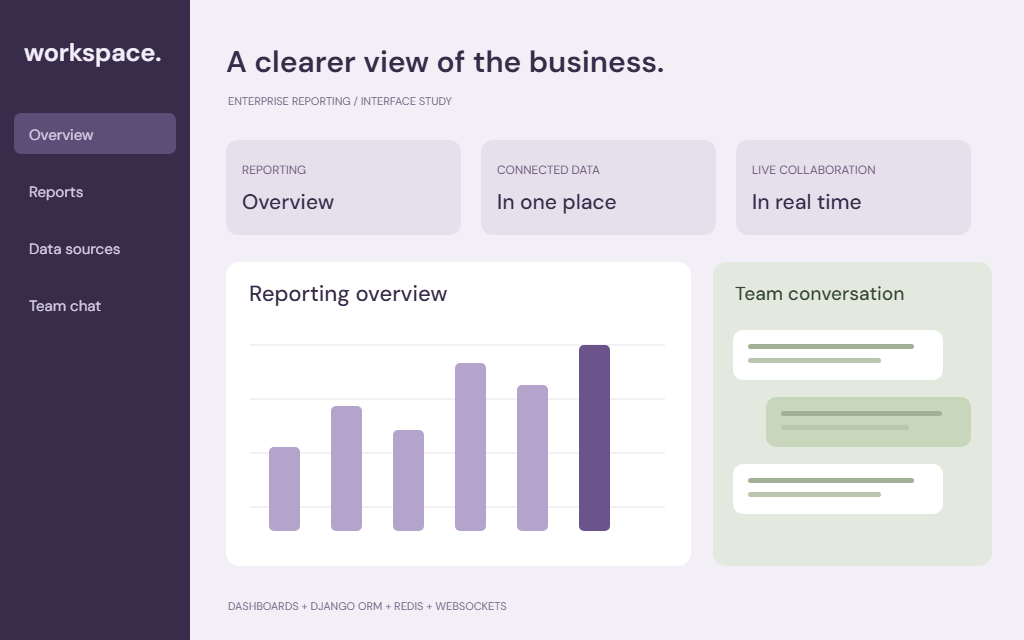 workspace.
Overview
Reports
Data sources
Team chat
A clearer view of the business.
ENTERPRISE REPORTING / INTERFACE STUDY
REPORTING
Overview
CONNECTED DATA
In one place
LIVE COLLABORATION
In real time
Reporting overview
Team conversation
DASHBOARDS + DJANGO ORM + REDIS + WEBSOCKETS